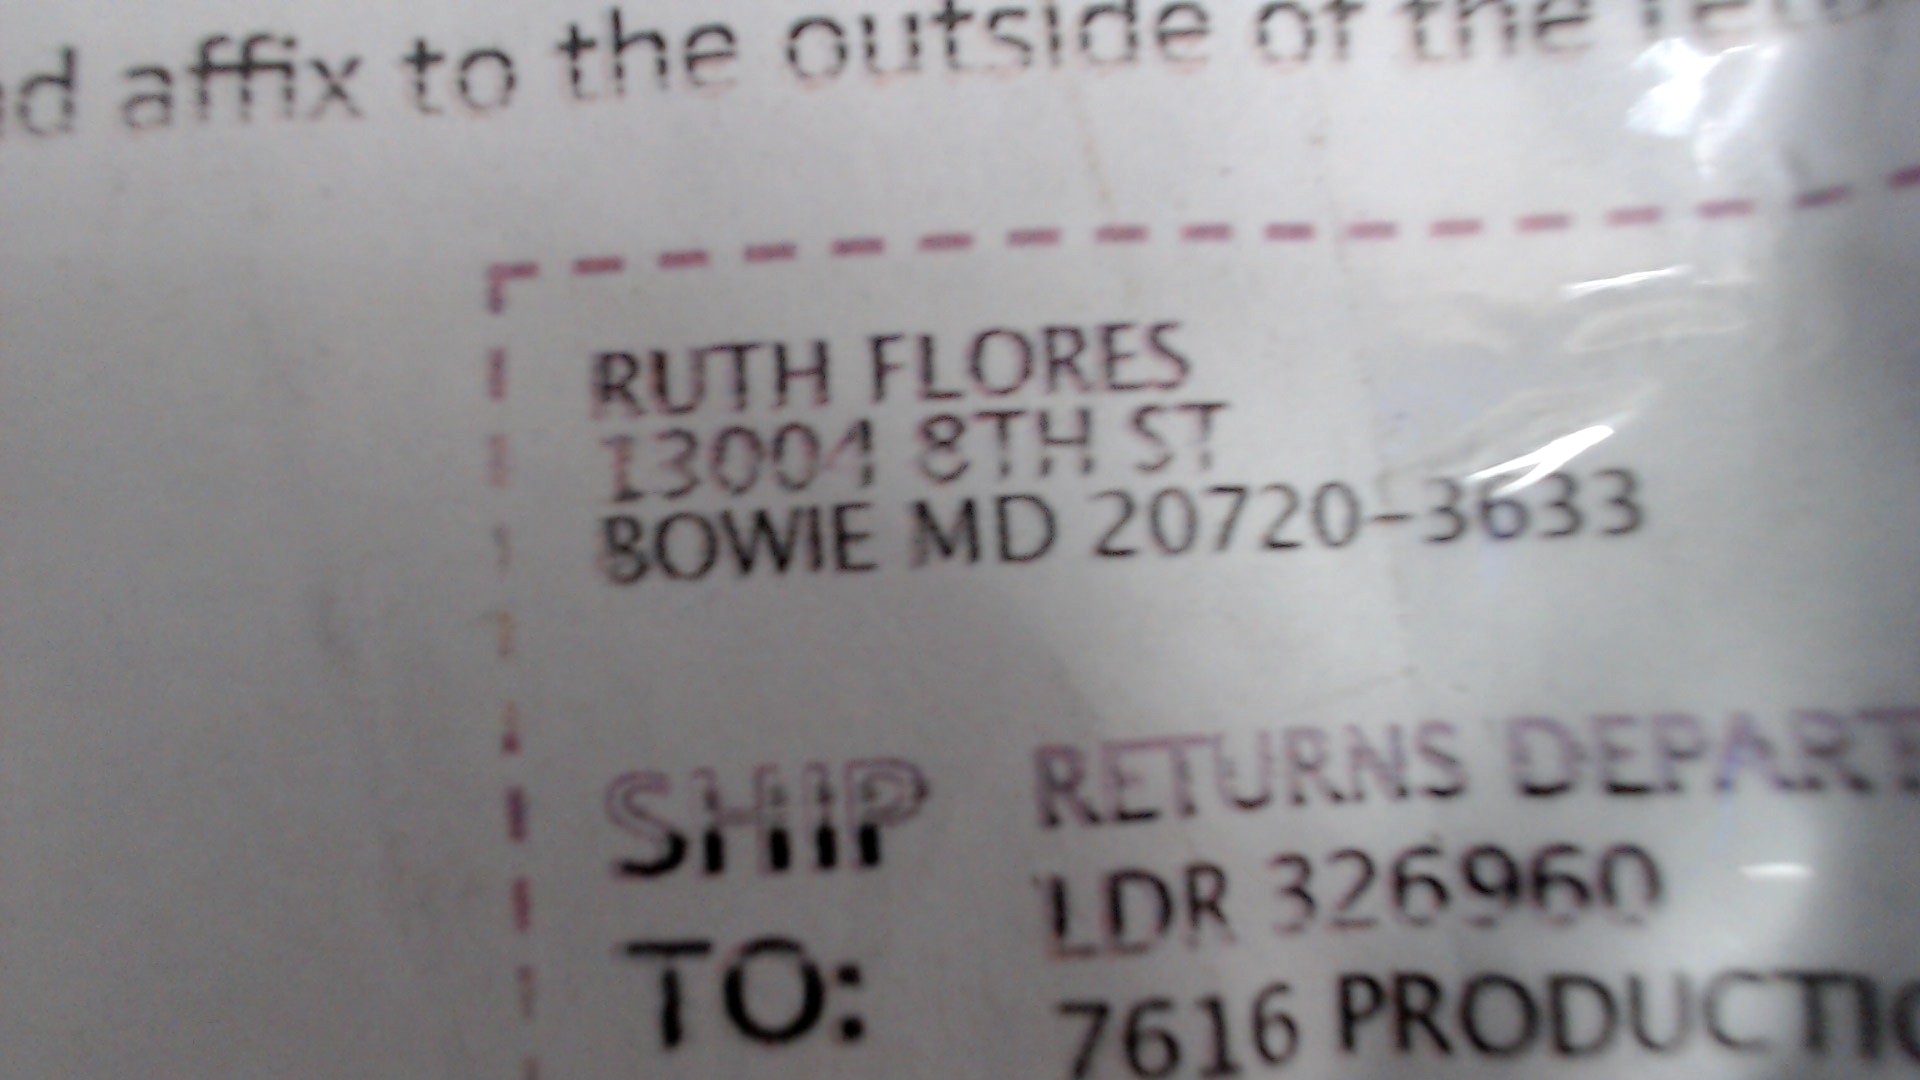 affix to the outside of the
RUTH FLORES
13004 8TH ST
BOWIE MD 20720-3633
SHIP
TO:
RETURNS
LDR 326960
7616